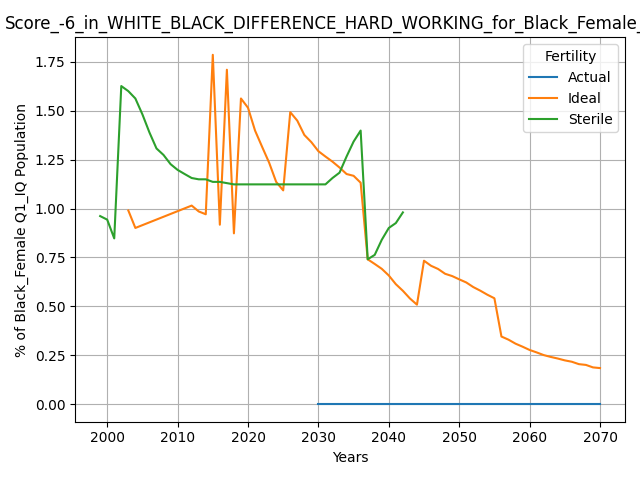 Score_-6_in_WHITE_BLACK_DIFFERENCE_HARD_WORKING_for_Black_Female_
Fertility
Actual
Ideal
Sterile
% of Black_Female Q1_IQ Population
1.75
1.50
1.25
1.00
0.75
0.50
0.25
0.00
2000 2010 2020 2030 2040 2050 2060 2070
Years